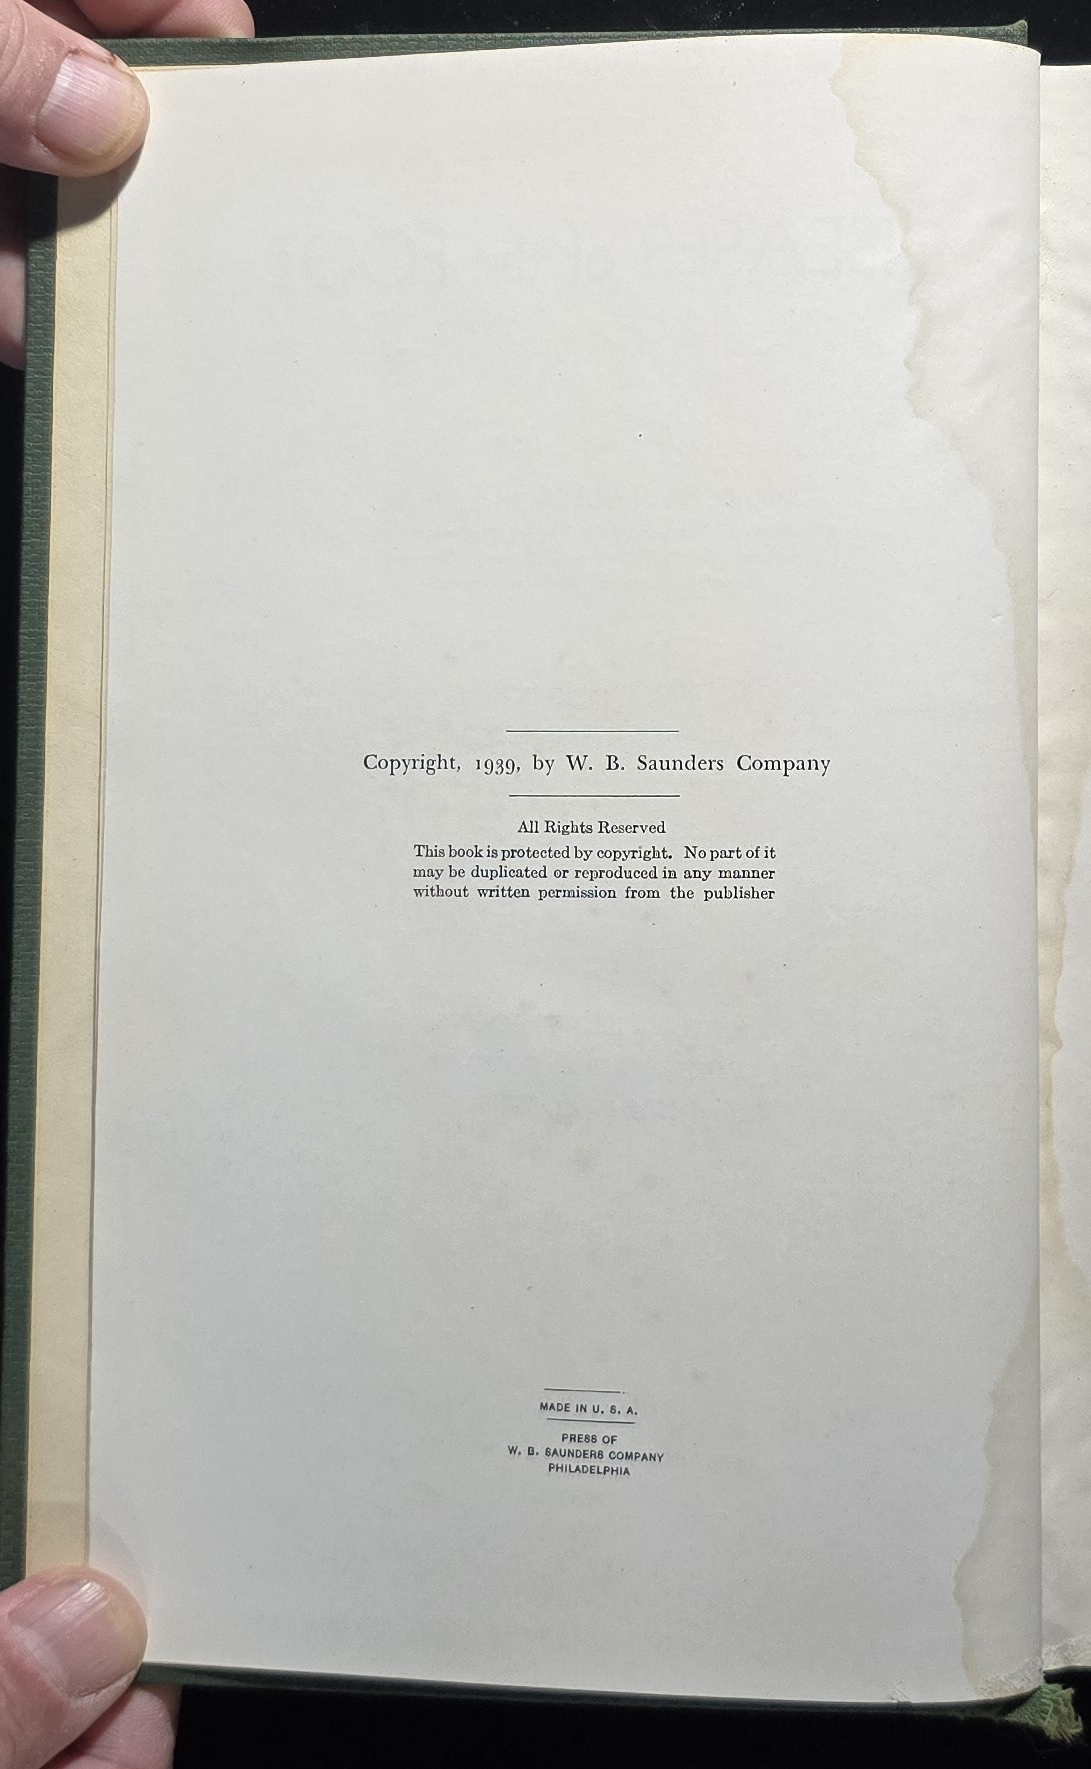 Copyright, 1939, by W. B. Saunders Company
All Rights Reserved
This book is protected by copyright. No part of it
may be duplicated or reproduced in any manner
without written permission from the publisher
MADE IN U. S. A.
PRESS OF
W. B. SAUNDERS COMPANY
PHILADELPHIA